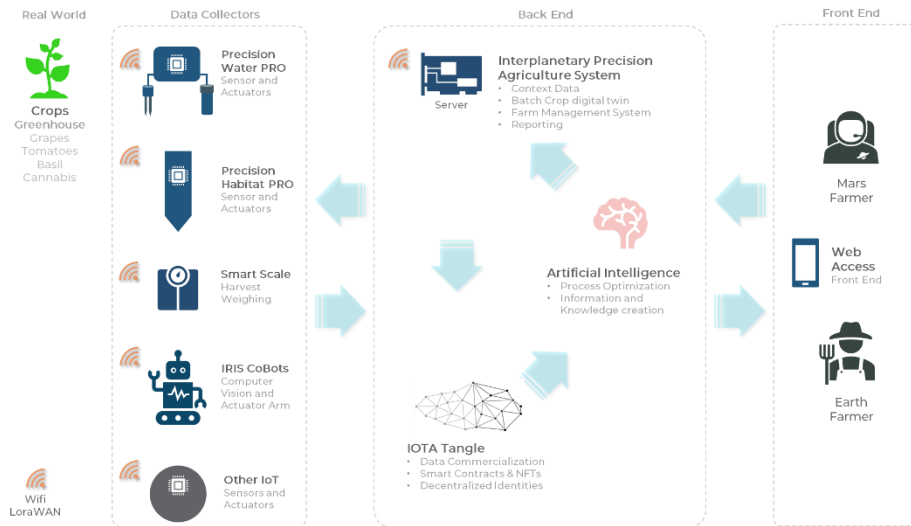 Real World
Data Collectors
Back End
Front End
Crops
Greenhouse
Grapes
Tomatoes
Basil
Cannabis
Wifi
LoraWAN
Precision
Water PRO
Sensor and
Actuators
Precision
Habitat PRO
Sensor and
Actuators
Smart Scale
Harvest
Weighing
IRIS CoBots
Computer
Vision and
Actuator Arm
Other IoT
Sensors and
Actuators
Server
Interplanetary Precision
Agriculture System
• Context Data
• Batch Crop digital twin
• Farm Management System
• Reporting
Artificial Intelligence
• Process Optimization
• Information and
Knowledge creation
IOTA Tangle
• Data Commercialization
• Smart Contracts & NFTs
• Decentralized Identities
Mars
Farmer
Web
Access
Front End
Earth
Farmer